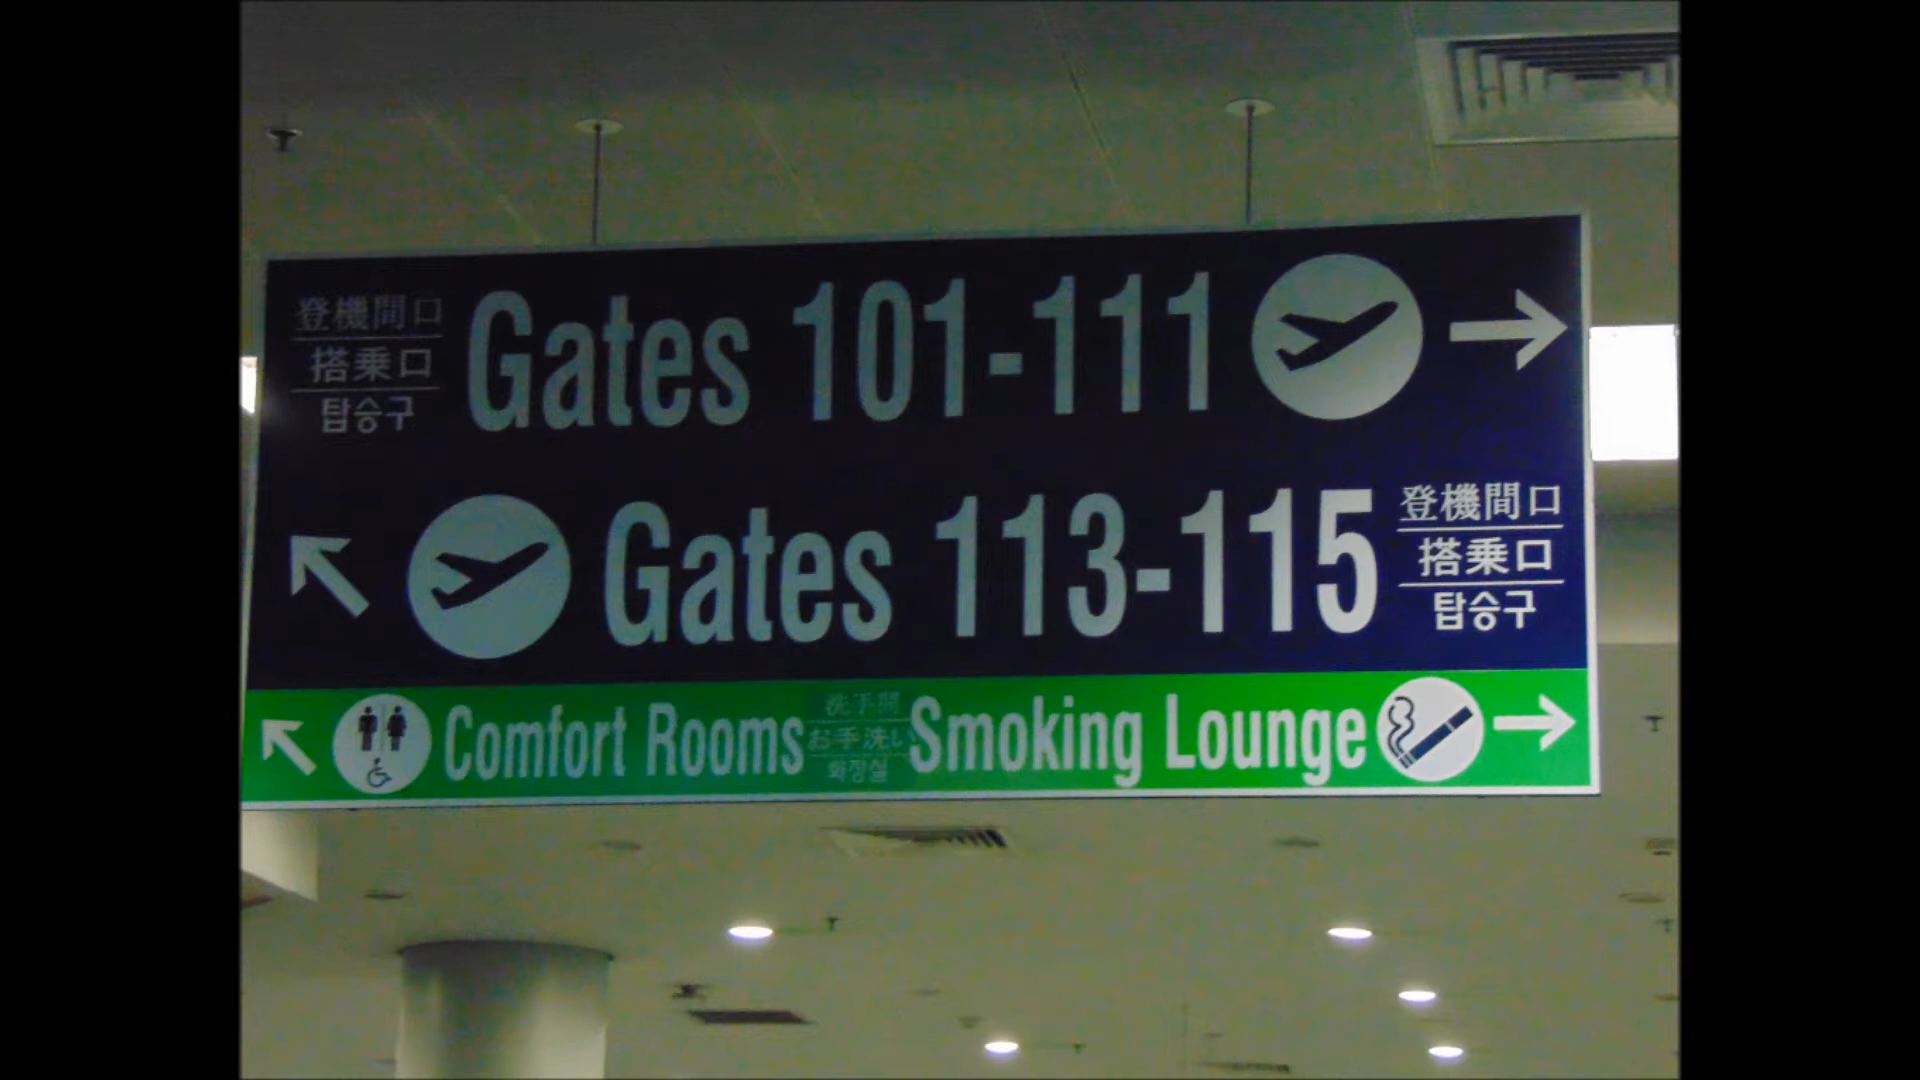 登機間口
搭乗口
탑승구
Gates 101-111
Gates 113-115
登機間口
搭乗口
탑승구
Comfort Rooms
洗手間
お手洗い
화장실
Smoking Lounge